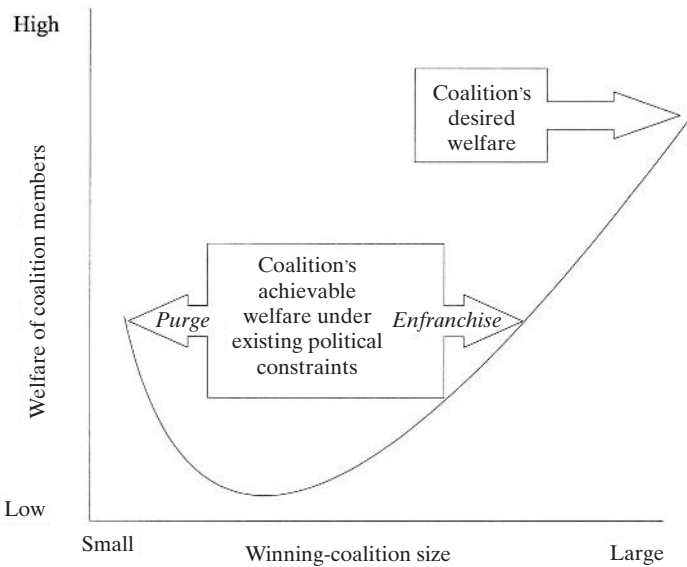 High
Coalition's
desired
welfare
Welfare of coalition members
Coalition's
achievable
Purge welfare under Enfranchise
existing political
constraints
Low
Small Winning-coalition size Large